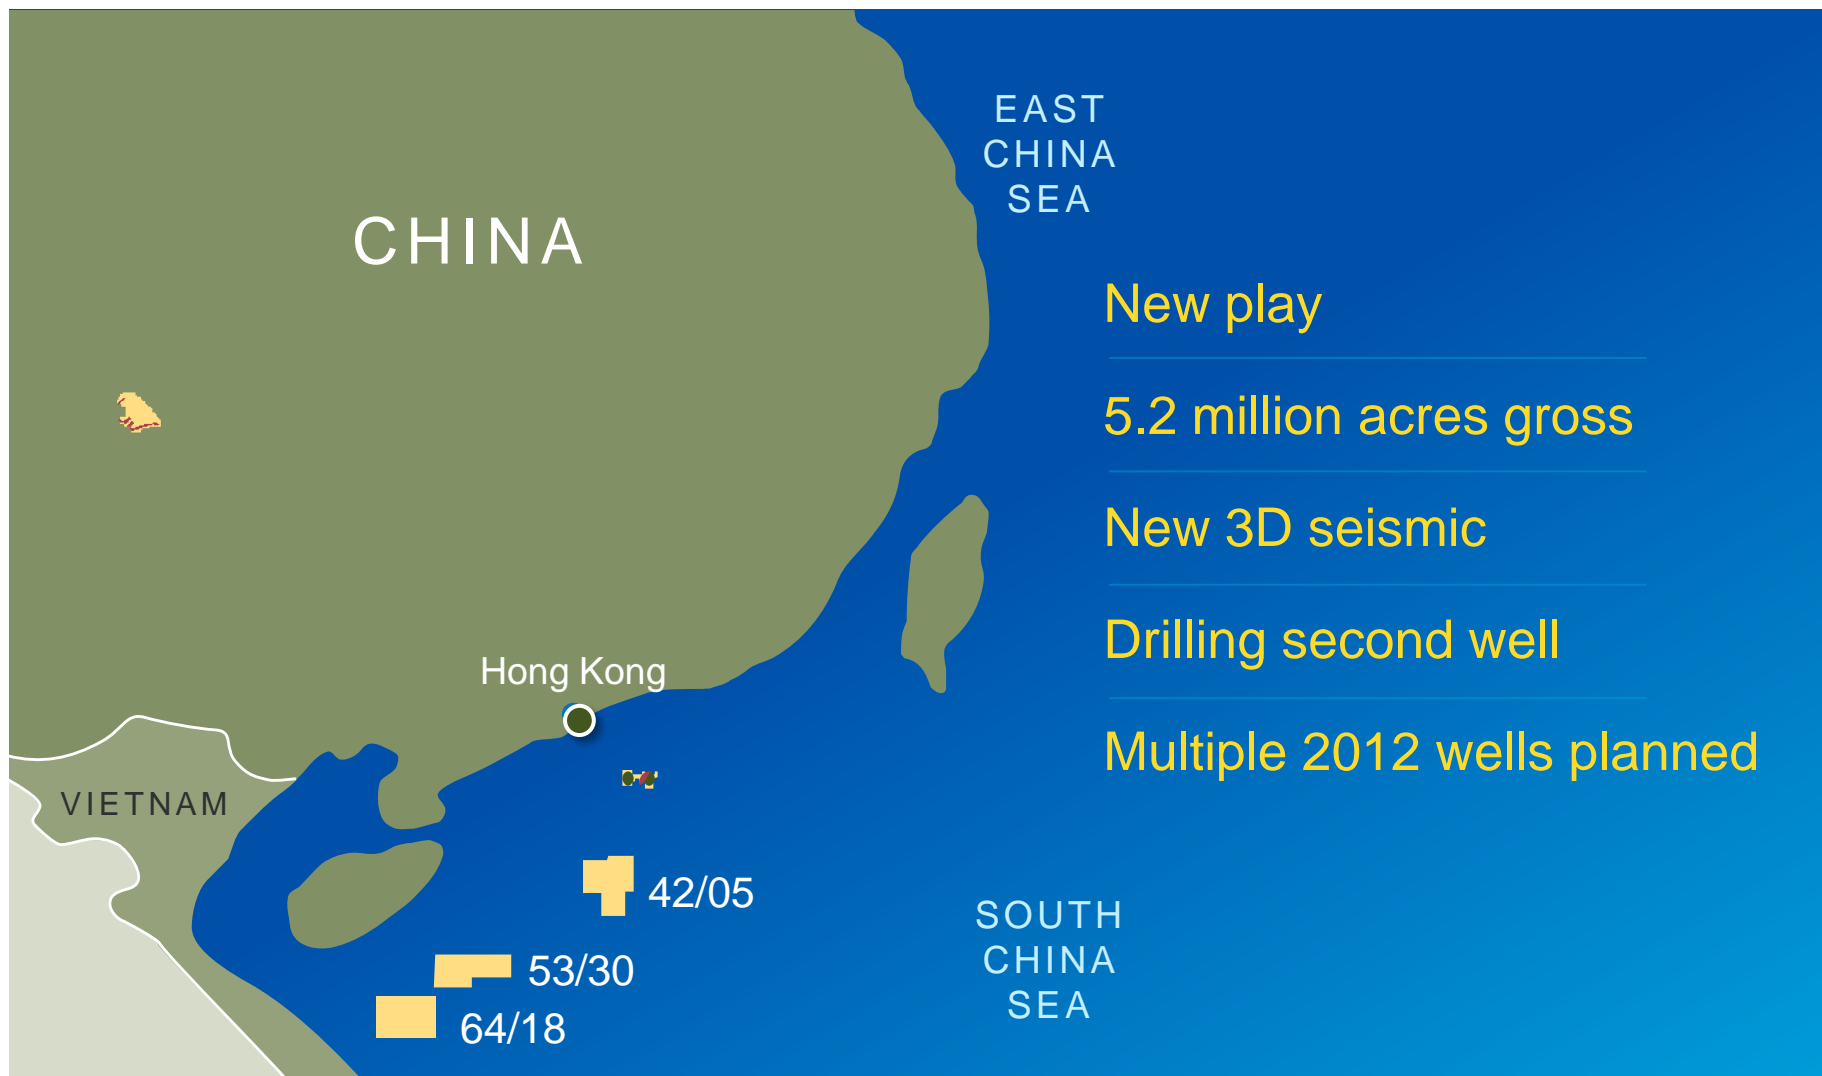 EAST
CHINA
SEA
CHINA
New play
5.2 million acres gross
New 3D seismic
Drilling second well
Hong Kong
Multiple 2012 wells planned
VIETNAM
42/05
SOUTH
CHINA
SEA
53/30
64/18